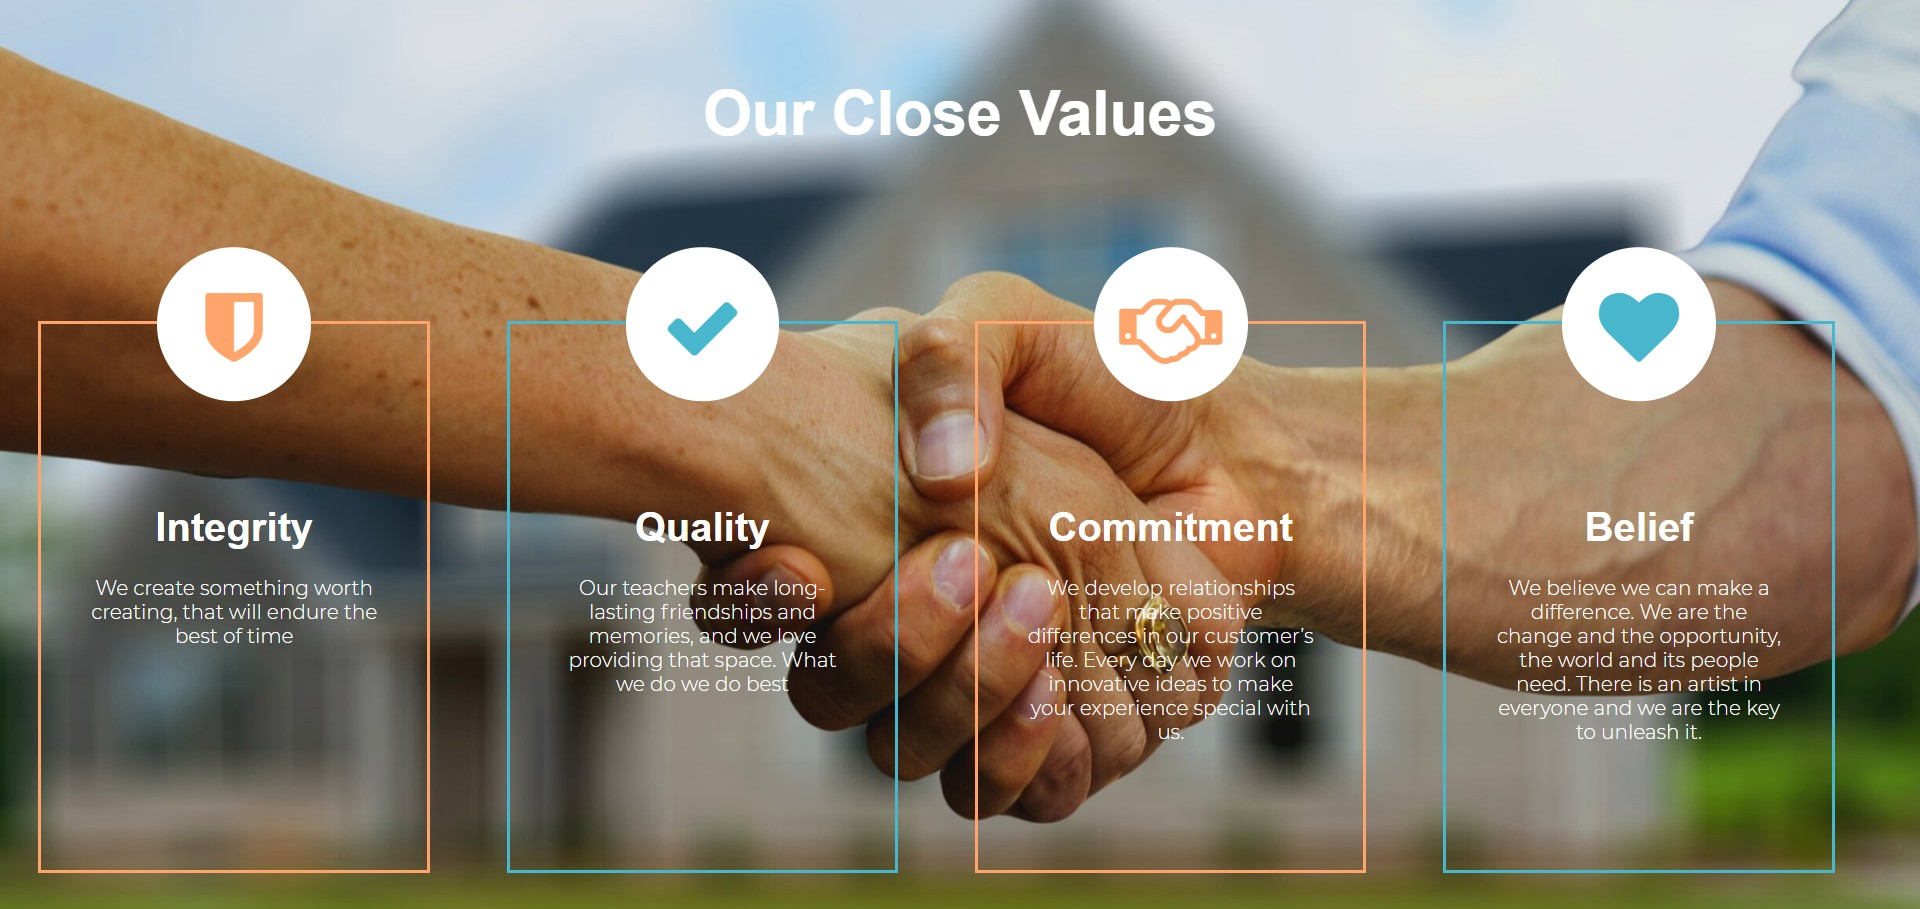 Our Close Values
Integrity
We create something worth
creating, that will endure the
best of time
Quality
Our teachers make long-
lasting friendships and
memories, and we love
providing that space. What
we do we do best
Commitment
We develop relationships
that make positive
differences in our customer’s
life. Every day we work on
innovative ideas to make
your experience special with
us.
Belief
We believe we can make a
difference. We are the
change and the opportunity,
the world and its people
need. There is an artist in
everyone and we are the key
to unleash it.